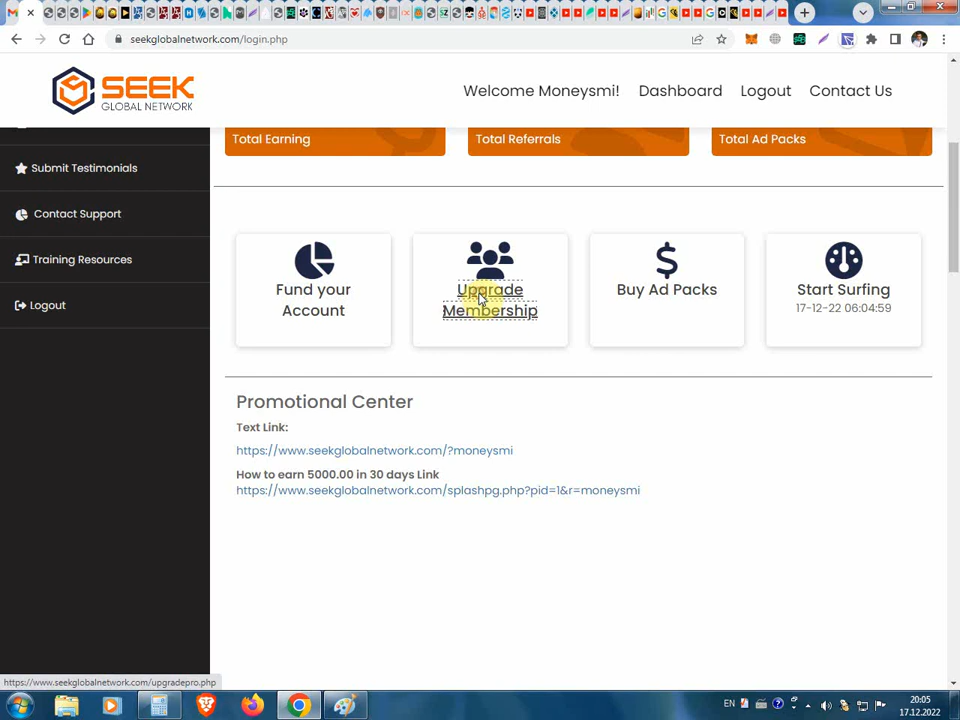 seekglobalnetwork.com/login.php
SEEK
GLOBAL NETWORK
Welcome Moneysmi!
Dashboard
Logout
Contact Us
Total Earning
Total Referrals
Total Ad Packs
Submit Testimonials
Contact Support
Training Resources
Logout
Fund your
Account
Upgrade
Membership
Buy Ad Packs
Start Surfing
17-12-22 06:04:59
Promotional Center
Text Link:
https://www.seekglobalnetwork.com/?moneysmi
How to earn 5000.00 in 30 days Link
https://www.seekglobalnetwork.com/splashpg.php?pid=1&r=moneysmi
https://www.seekglobalnetwork.com/upgradepro.php
EN
20:05
17.12.2022